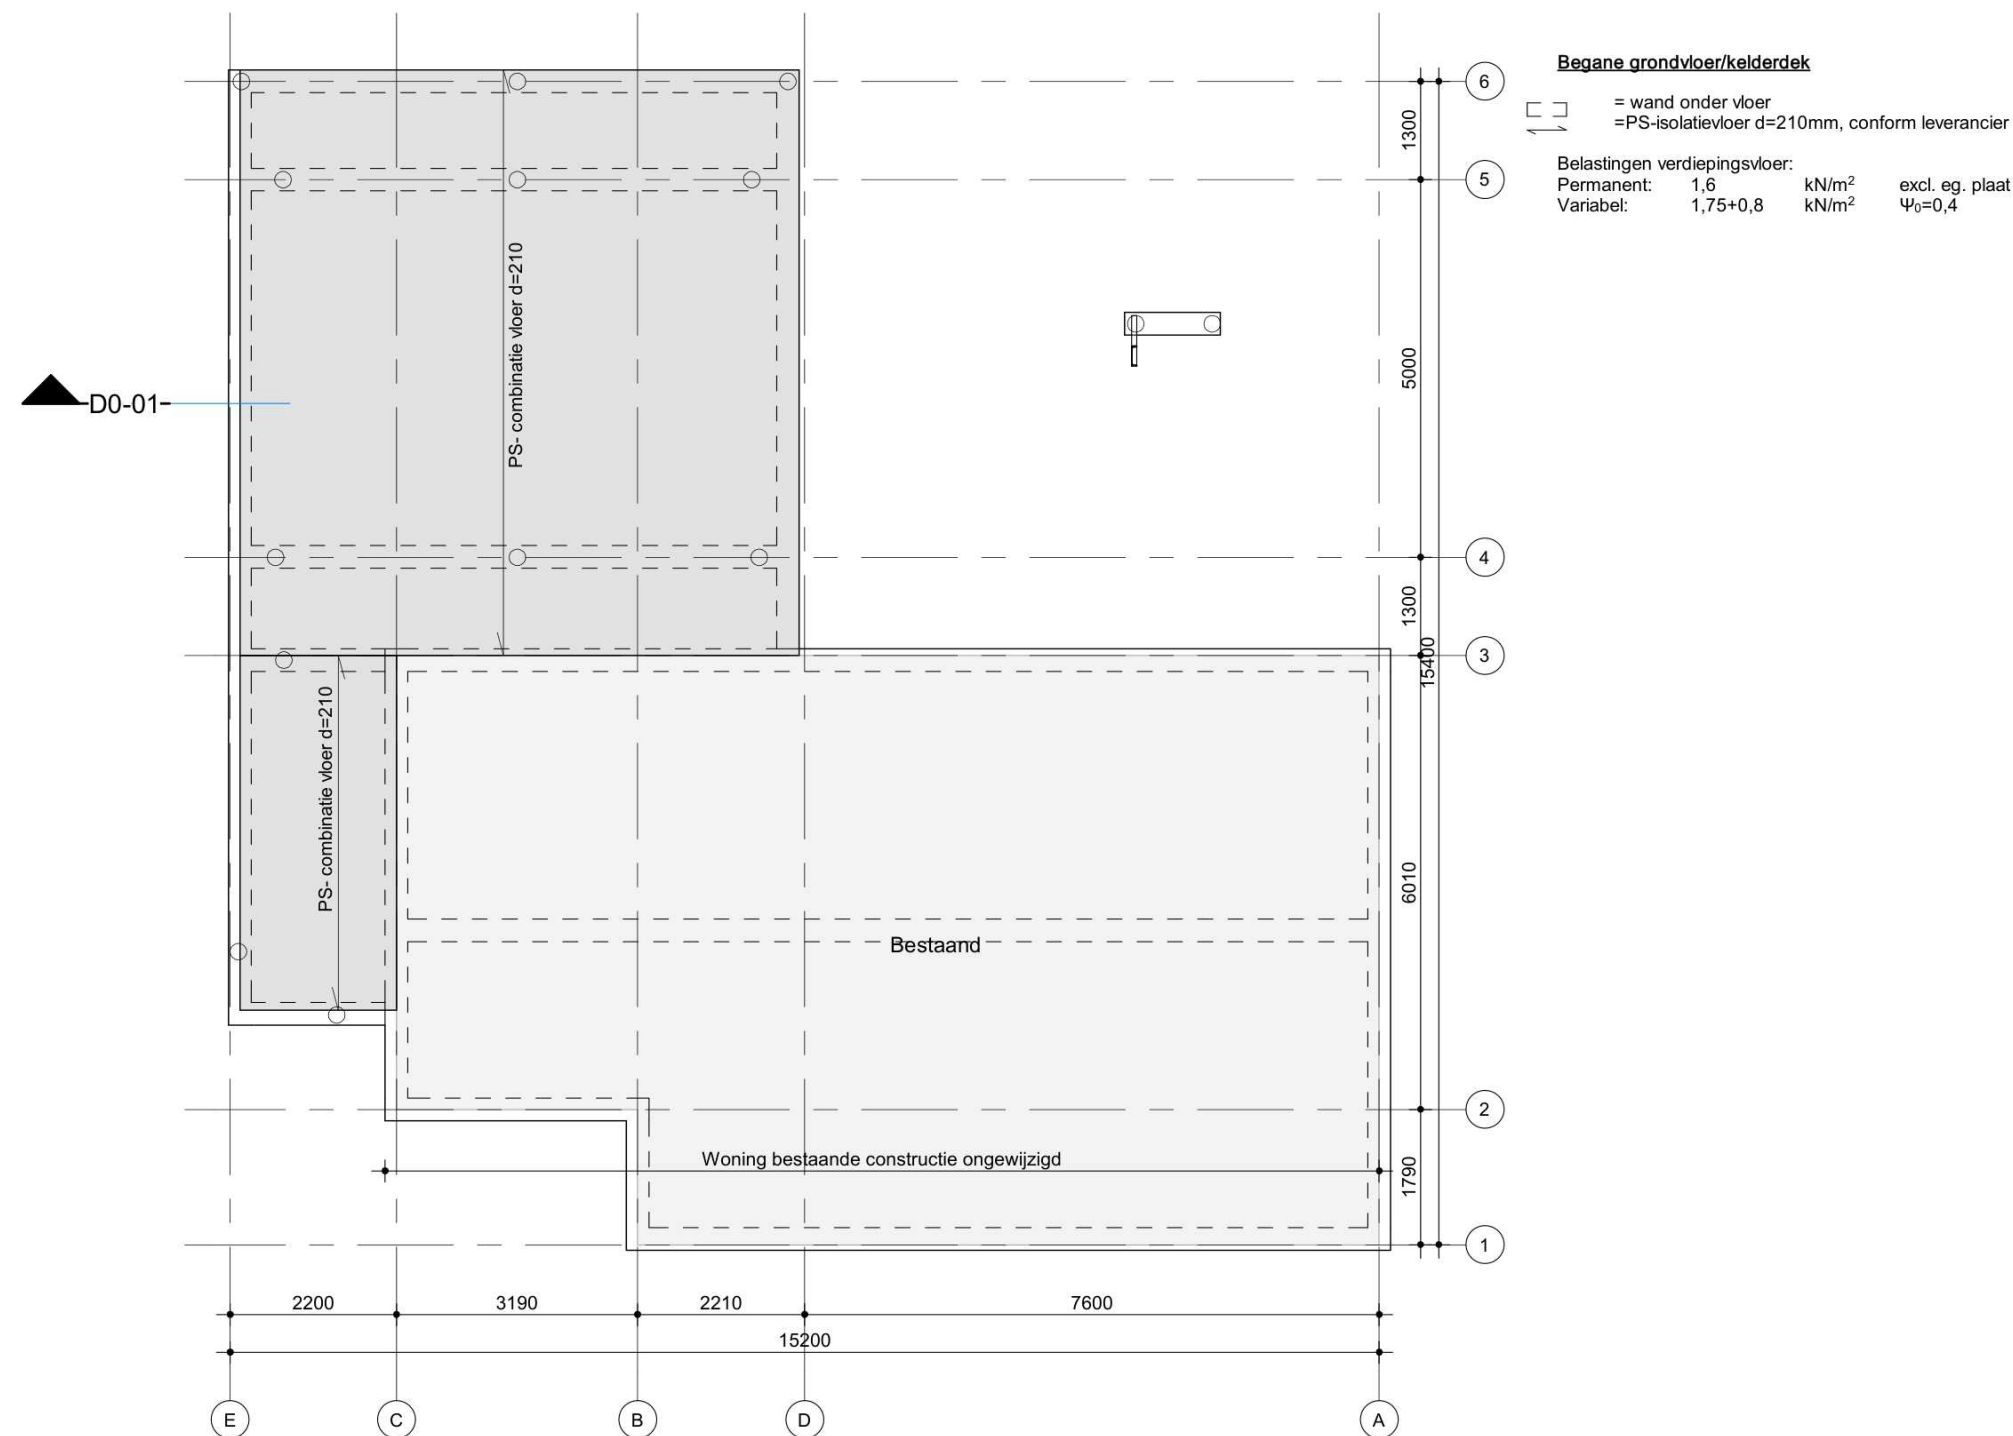 Begane grondvloer/kelderdek
= wand onder vloer
=PS-isolatievloer d=210mm, conform leverancier
Belastingen verdiepingsvloer:
Permanent: 1,6 kN/m² excl. eg. plaat
Variabel: 1,75+0,8 kN/m² Ψ₀=0,4
6
1300
5
PS- combinatie vloer d=210
5000
D0-01
4
1300
3
15400
PS- combinatie vloer d=210
6010
Bestaand
2
Woning bestaande constructie ongewijzigd
1790
1
2200 3190 2210 7600
15200
E C B D A